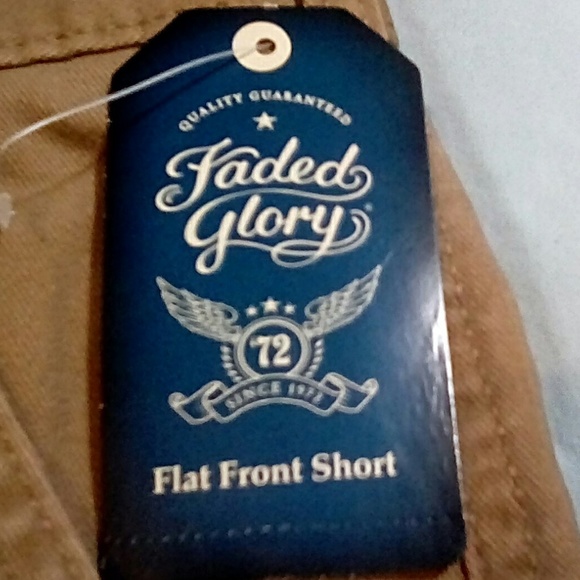 QUALITY GUARANTEED
Faded
Glory
'72
SINCE 1972
Flat Front Short